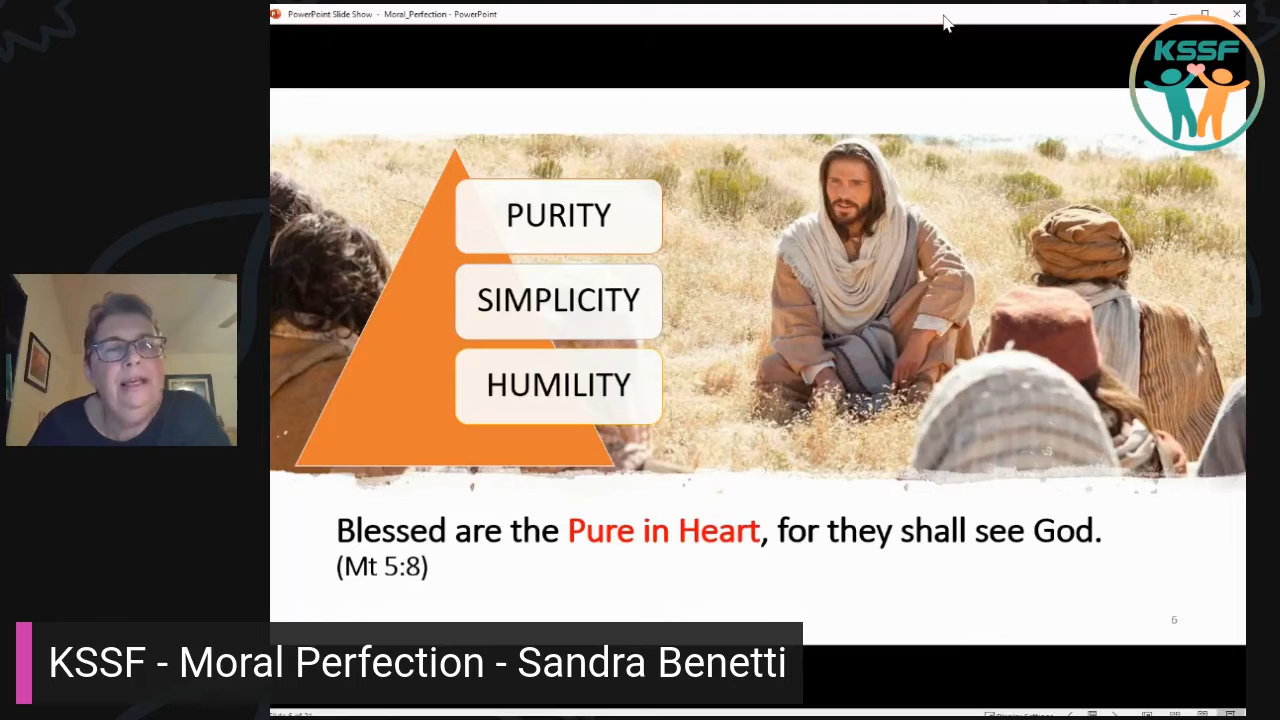 PowerPoint Slide Show - Moral_Perfection - PowerPoint
KSSF
PURITY
SIMPLICITY
HUMILITY
Blessed are the Pure in Heart, for they shall see God.
(Mt 5:8)
6
KSSF - Moral Perfection - Sandra Benetti